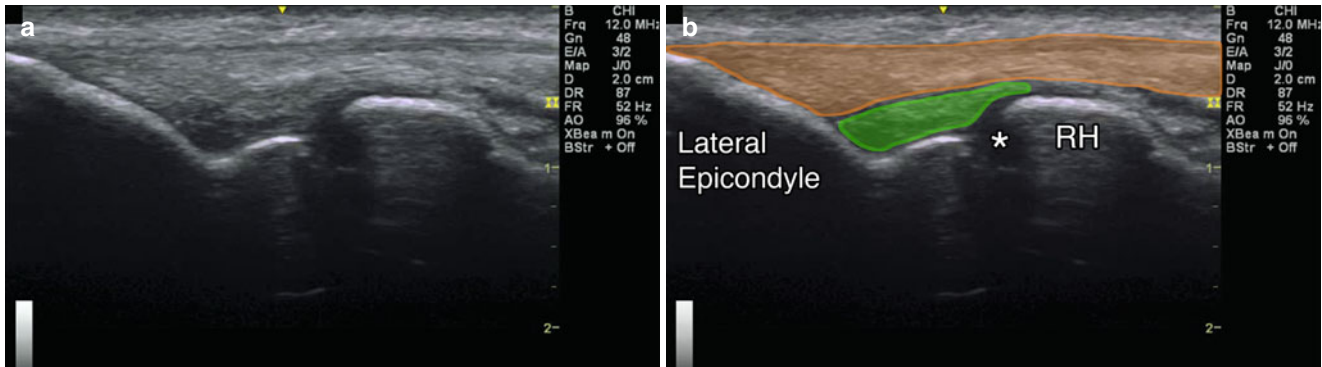 a
B CHI
Frq 12.0 MHz
Gn 48
E/A 3/2
Map J/0
D 2.0 cm
DR 87
FR 52 Hz
AO 96 %
XBeam On
BStr + Off
1
2
b
B CHI
Frq 12.0 MHz
Gn 48
E/A 3/2
Map J/0
D 2.0 cm
DR 87
FR 52 Hz
AO 96 %
XBeam On
BStr + Off
Lateral
Epicondyle
* RH
1
2